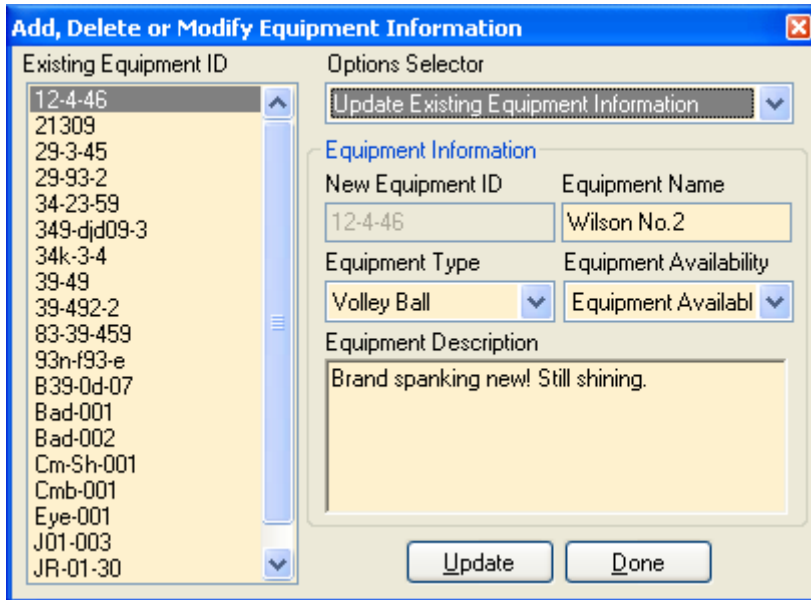 Add, Delete or Modify Equipment Information
Existing Equipment ID
12-4-46
21309
29-3-45
29-93-2
34-23-59
349-djd09-3
34k-3-4
39-49
39-492-2
83-39-459
93n-f93-e
B39-0d-07
Bad-001
Bad-002
Cm-Sh-001
Cmb-001
Eye-001
J01-003
JR-01-30
Options Selector
Update Existing Equipment Information
Equipment Information
New Equipment ID
12-4-46
Equipment Name
Wilson No.2
Equipment Type
Volley Ball
Equipment Availability
Equipment Availabl
Equipment Description
Brand spanking new! Still shining.
Update
Done